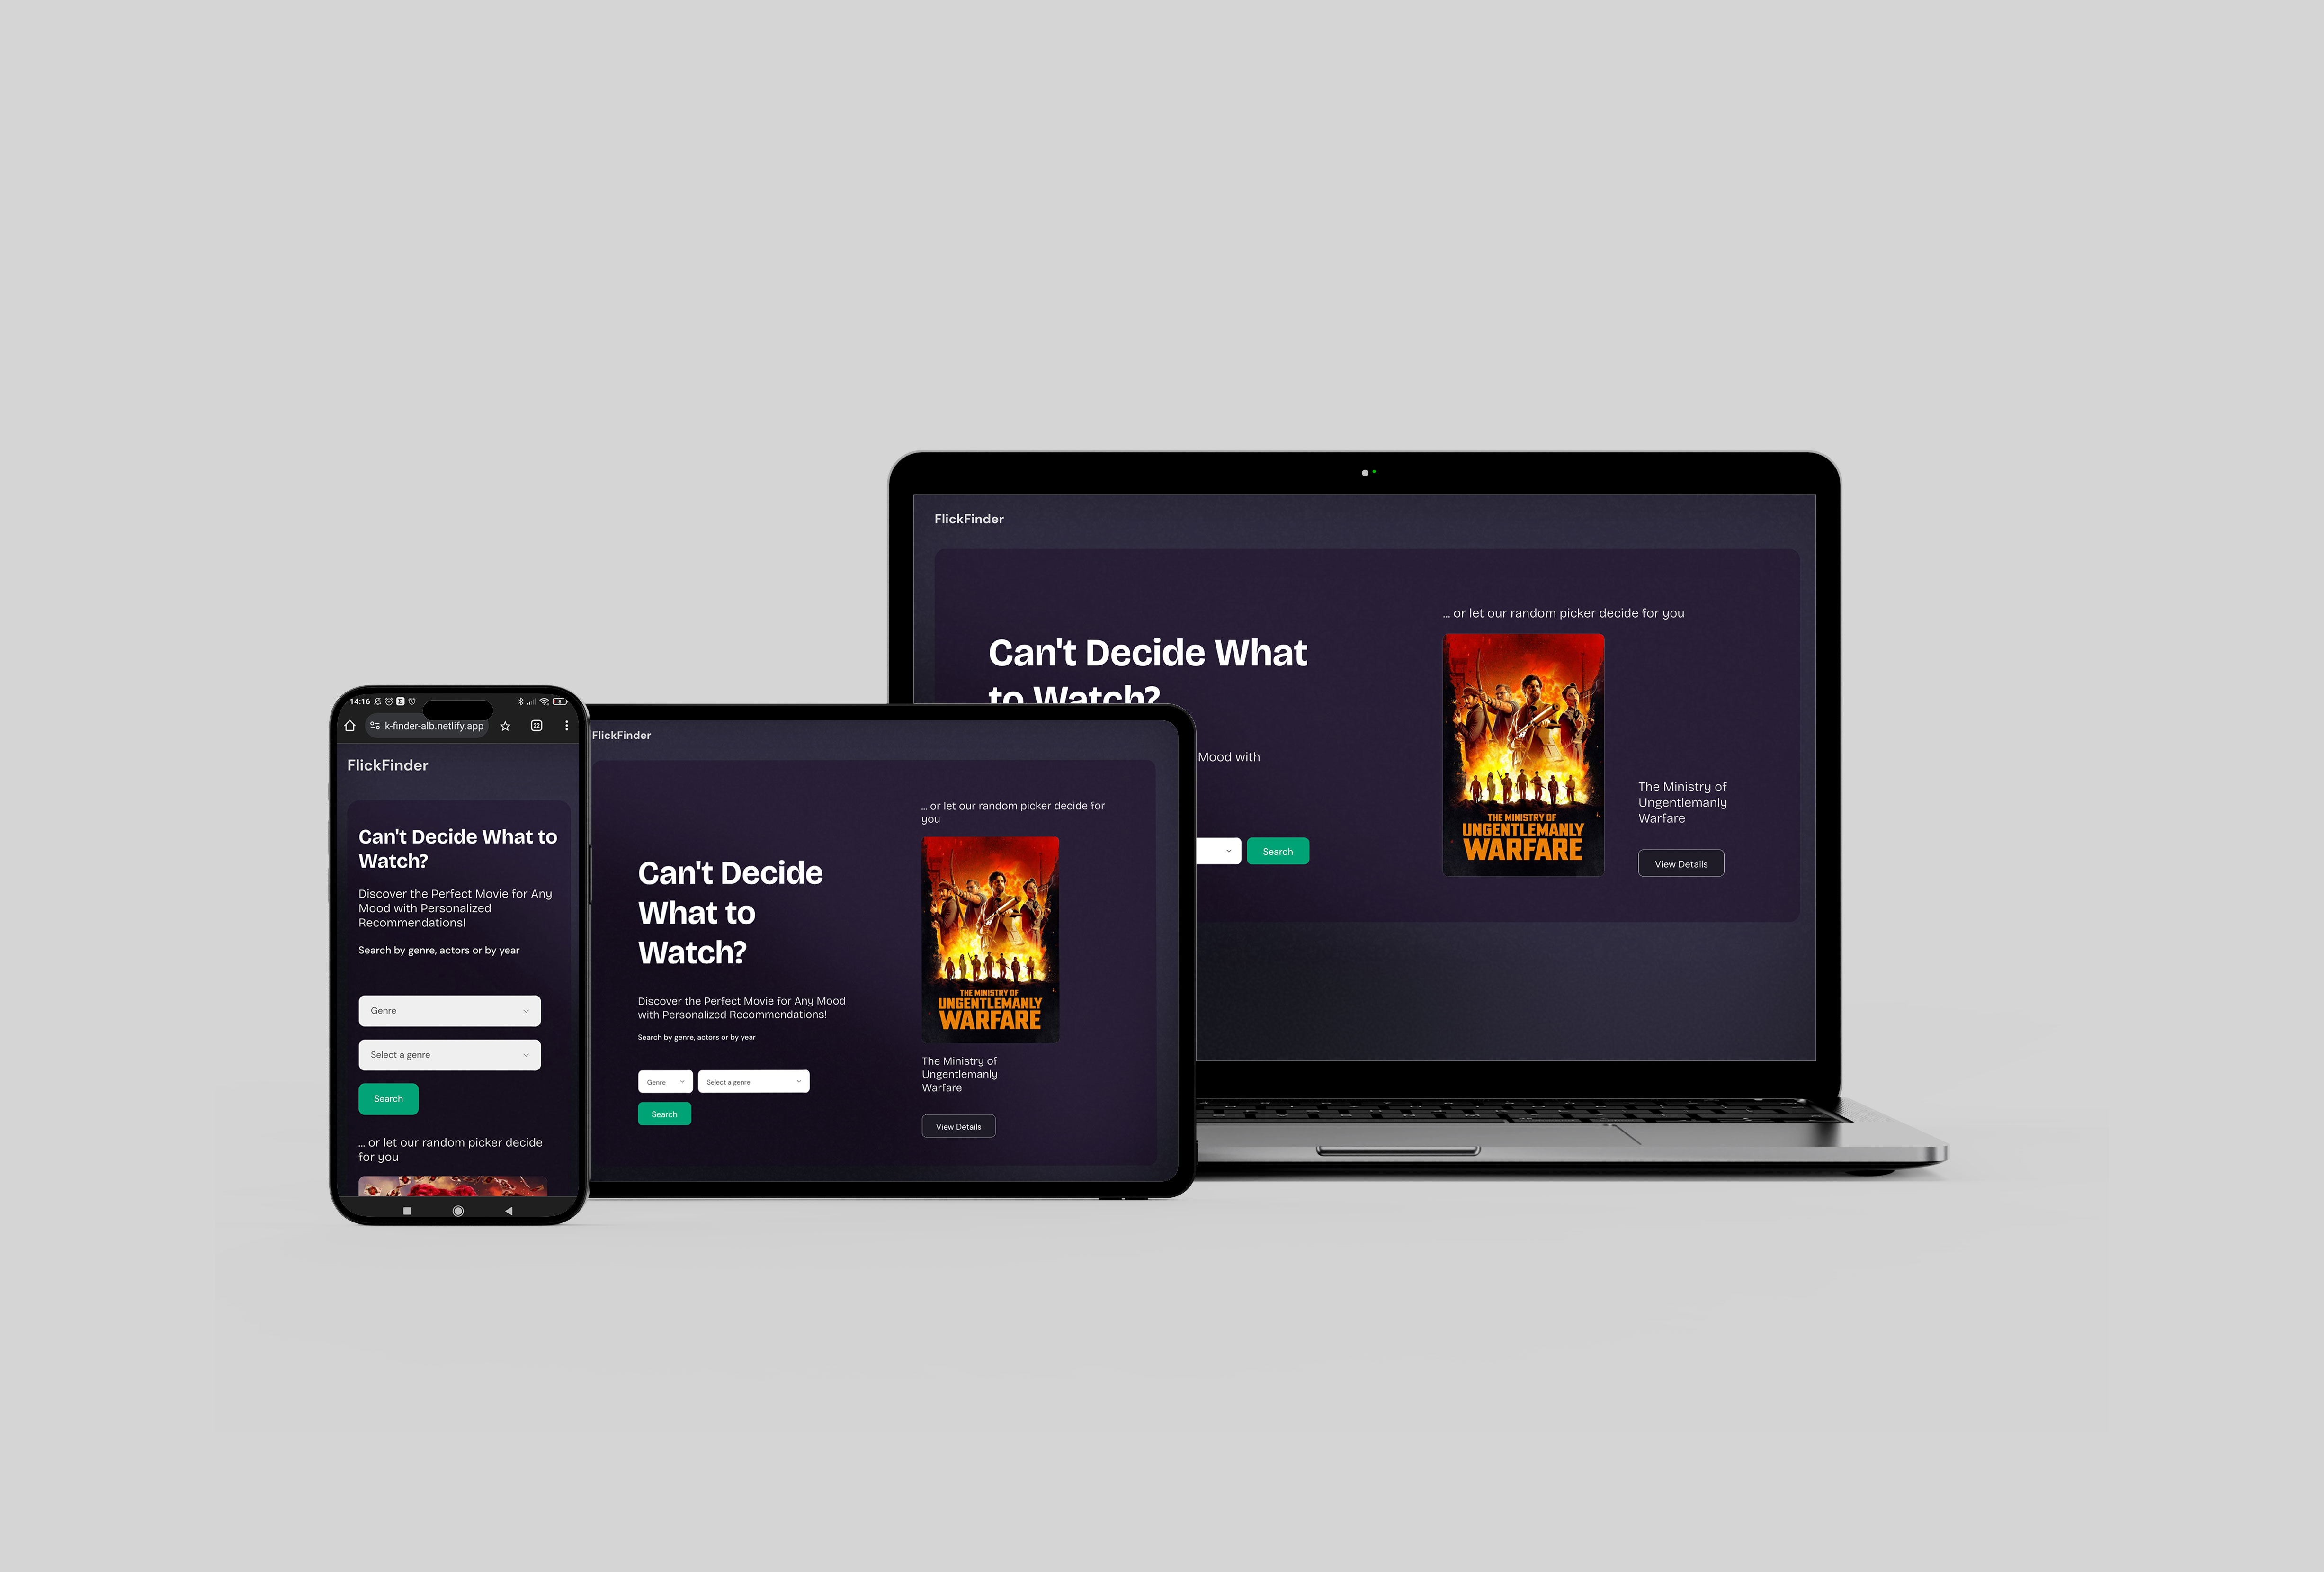 14:16
k-finder-alb.netlify.app
22
FlickFinder
Can't Decide What to
Watch?
Discover the Perfect Movie for Any
Mood with Personalized
Recommendations!
Search by genre, actors or by year
Genre
Select a genre
Search
... or let our random picker decide
for you
FlickFinder
Can't Decide
What to
Watch?
Discover the Perfect Movie for Any Mood
with Personalized Recommendations!
Search by genre, actors or by year
Genre
Select a genre
Search
... or let our random picker decide for
you
THE MINISTRY OF
UNGENTLEMANLY
WARFARE
The Ministry of
Ungentlemanly
Warfare
View Details
FlickFinder
Can't Decide What
to Watch?
Mood with
Search
... or let our random picker decide for you
THE MINISTRY OF
UNGENTLEMANLY
WARFARE
The Ministry of
Ungentlemanly
Warfare
View Details